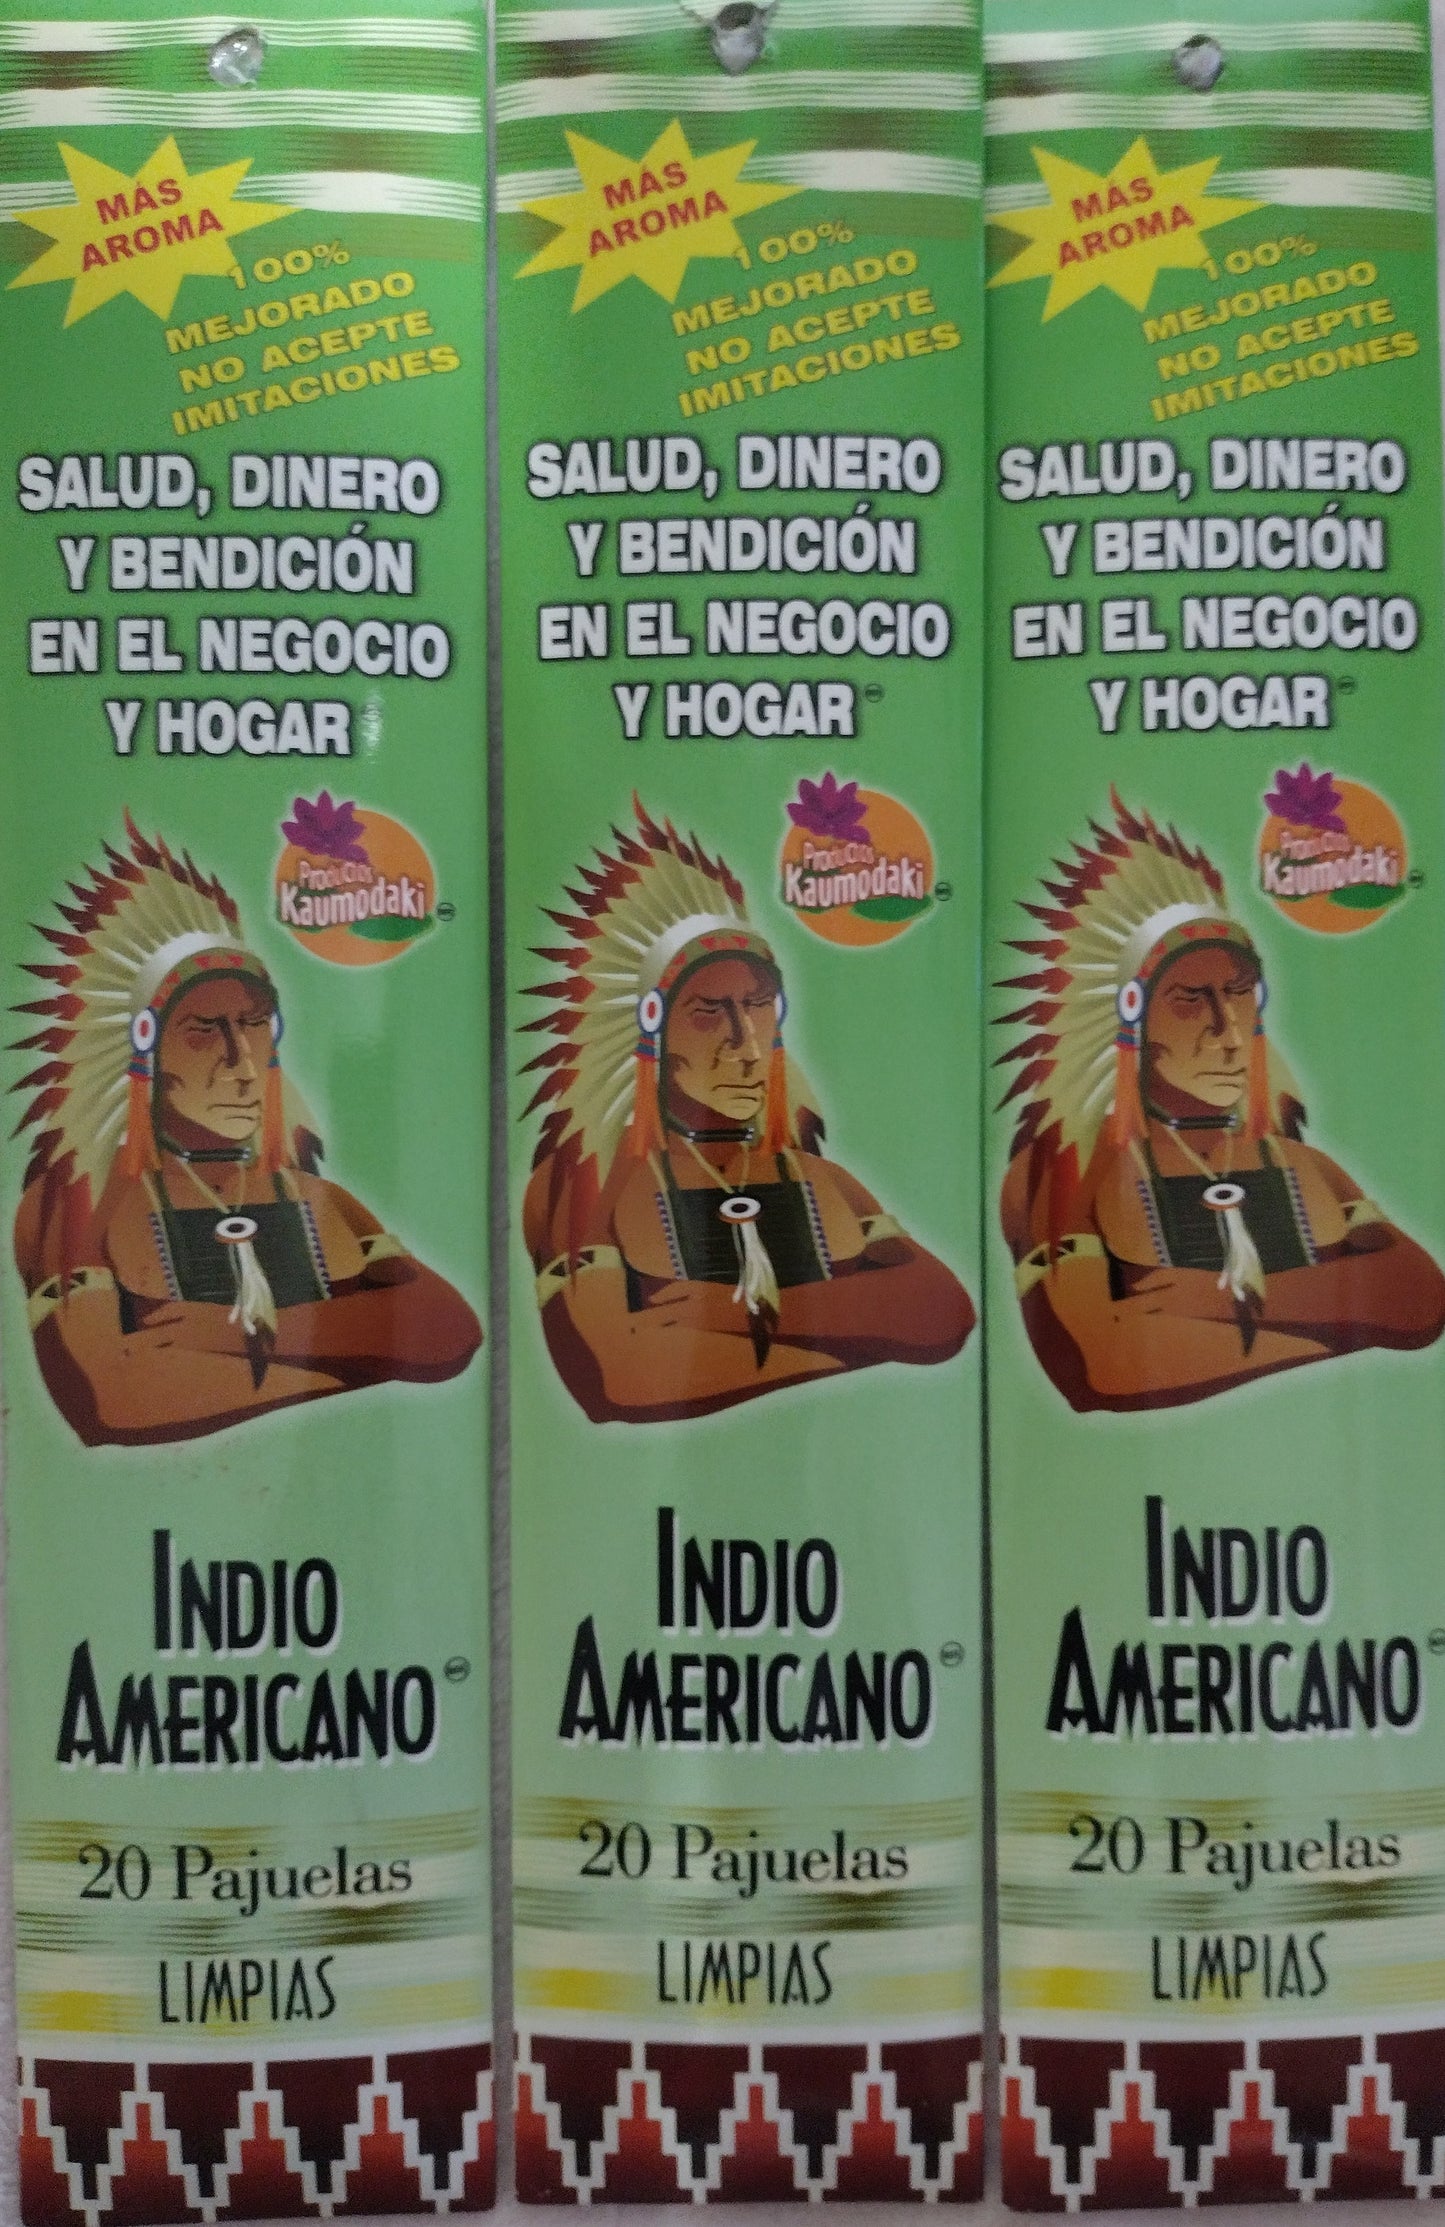 MÁS
AROMA
100%
MEJORADO
NO ACEPTE
IMITACIONES
SALUD, DINERO
Y BENDICIÓN
EN EL NEGOCIO
Y HOGAR
Productos
Kaumodaki
INDIO
AMERICANO
20 Pajuelas
LIMPIAS
MÁS
AROMA
100%
MEJORADO
NO ACEPTE
IMITACIONES
SALUD, DINERO
Y BENDICIÓN
EN EL NEGOCIO
Y HOGAR
Productos
Kaumodaki
INDIO
AMERICANO
20 Pajuelas
LIMPIAS
MÁS
AROMA
100%
MEJORADO
NO ACEPTE
IMITACIONES
SALUD, DINERO
Y BENDICIÓN
EN EL NEGOCIO
Y HOGAR
Productos
Kaumodaki
INDIO
AMERICANO
20 Pajuelas
LIMPIAS